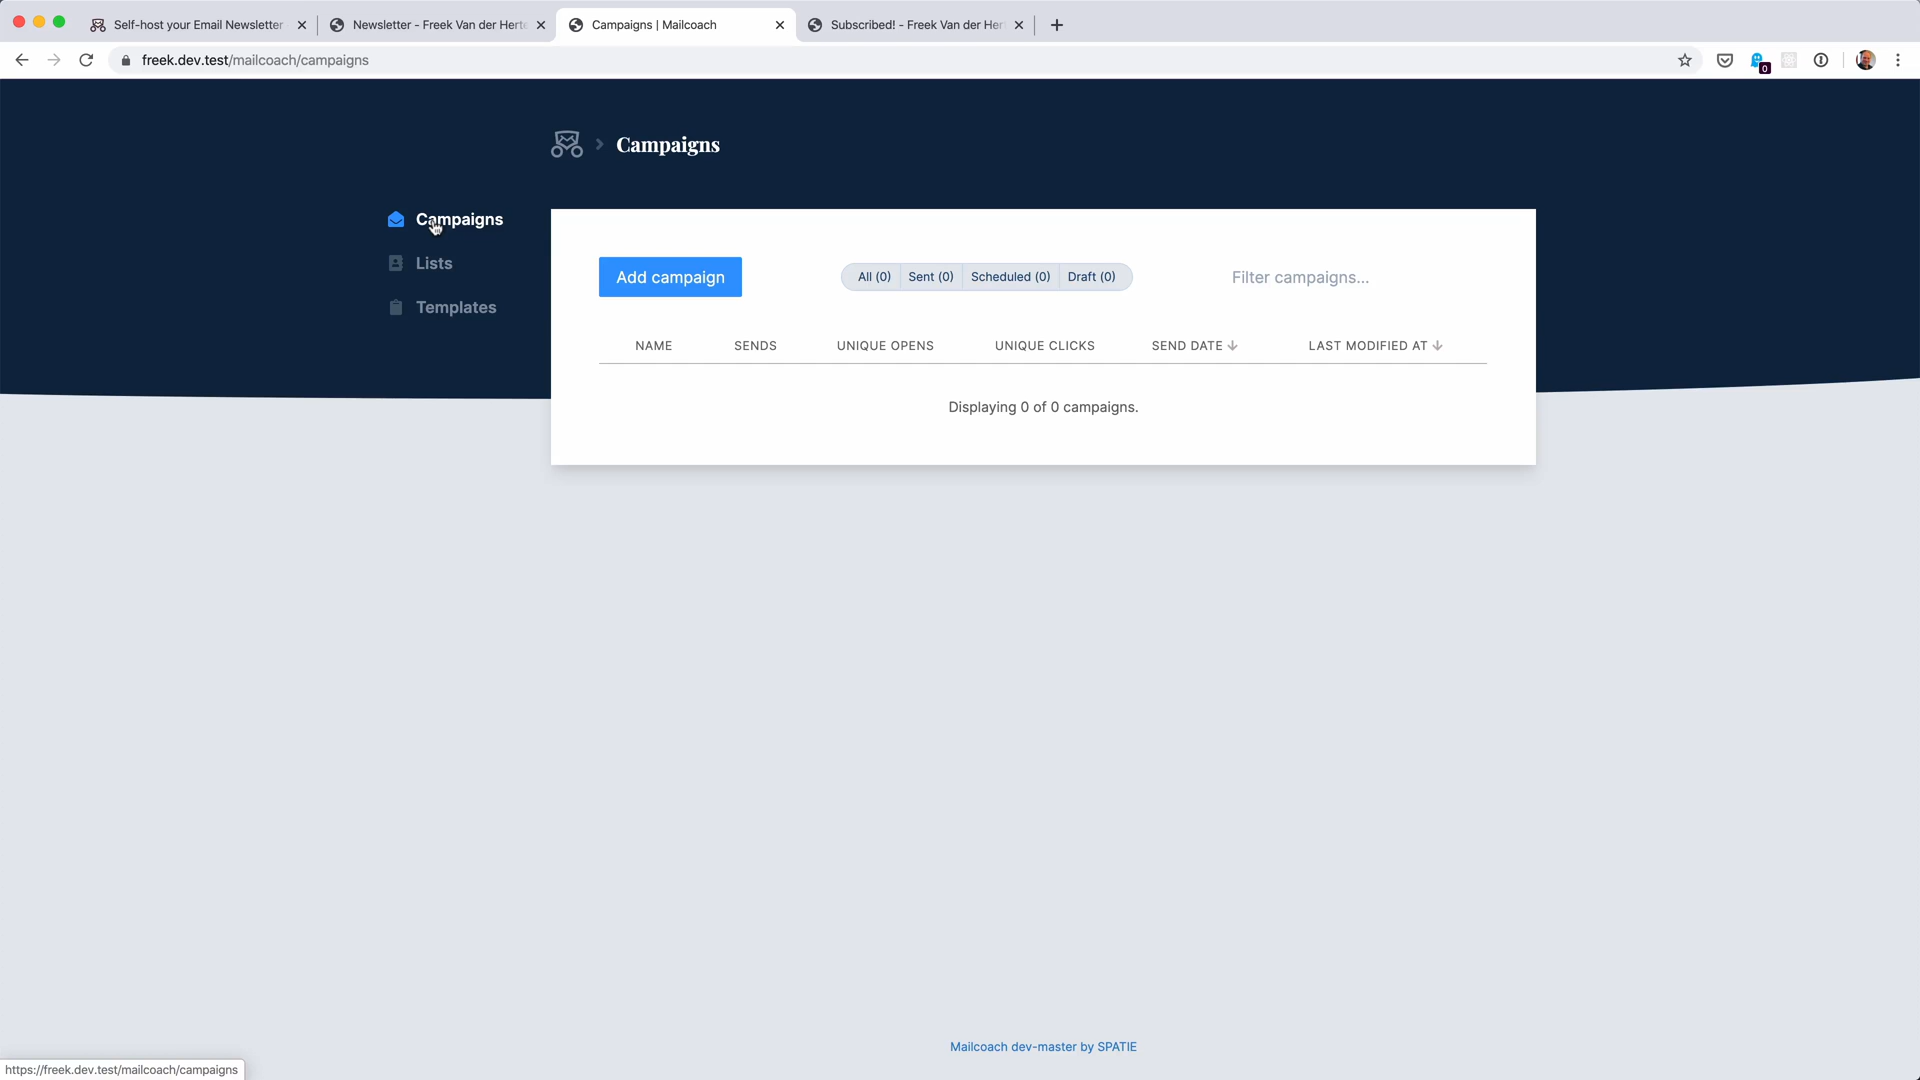 Self-host your Email Newsletter
Newsletter - Freek Van der Herte
Campaigns | Mailcoach
Subscribed! - Freek Van der Her
freek.dev.test/mailcoach/campaigns
0
Campaigns
Campaigns
Lists
Templates
Add campaign
All (0) Sent (0) Scheduled (0) Draft (0)
Filter campaigns...
NAME SENDS UNIQUE OPENS UNIQUE CLICKS SEND DATE LAST MODIFIED AT
Displaying 0 of 0 campaigns.
Mailcoach dev-master by SPATIE
https://freek.dev.test/mailcoach/campaigns